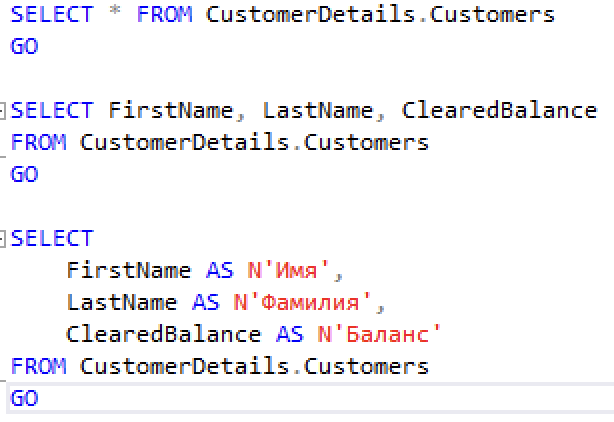 SELECT * FROM CustomerDetails.Customers
GO
SELECT FirstName, LastName, ClearedBalance
FROM CustomerDetails.Customers
GO
SELECT
FirstName AS N'Имя',
LastName AS N'Фамилия',
ClearedBalance AS N'Баланс'
FROM CustomerDetails.Customers
GO